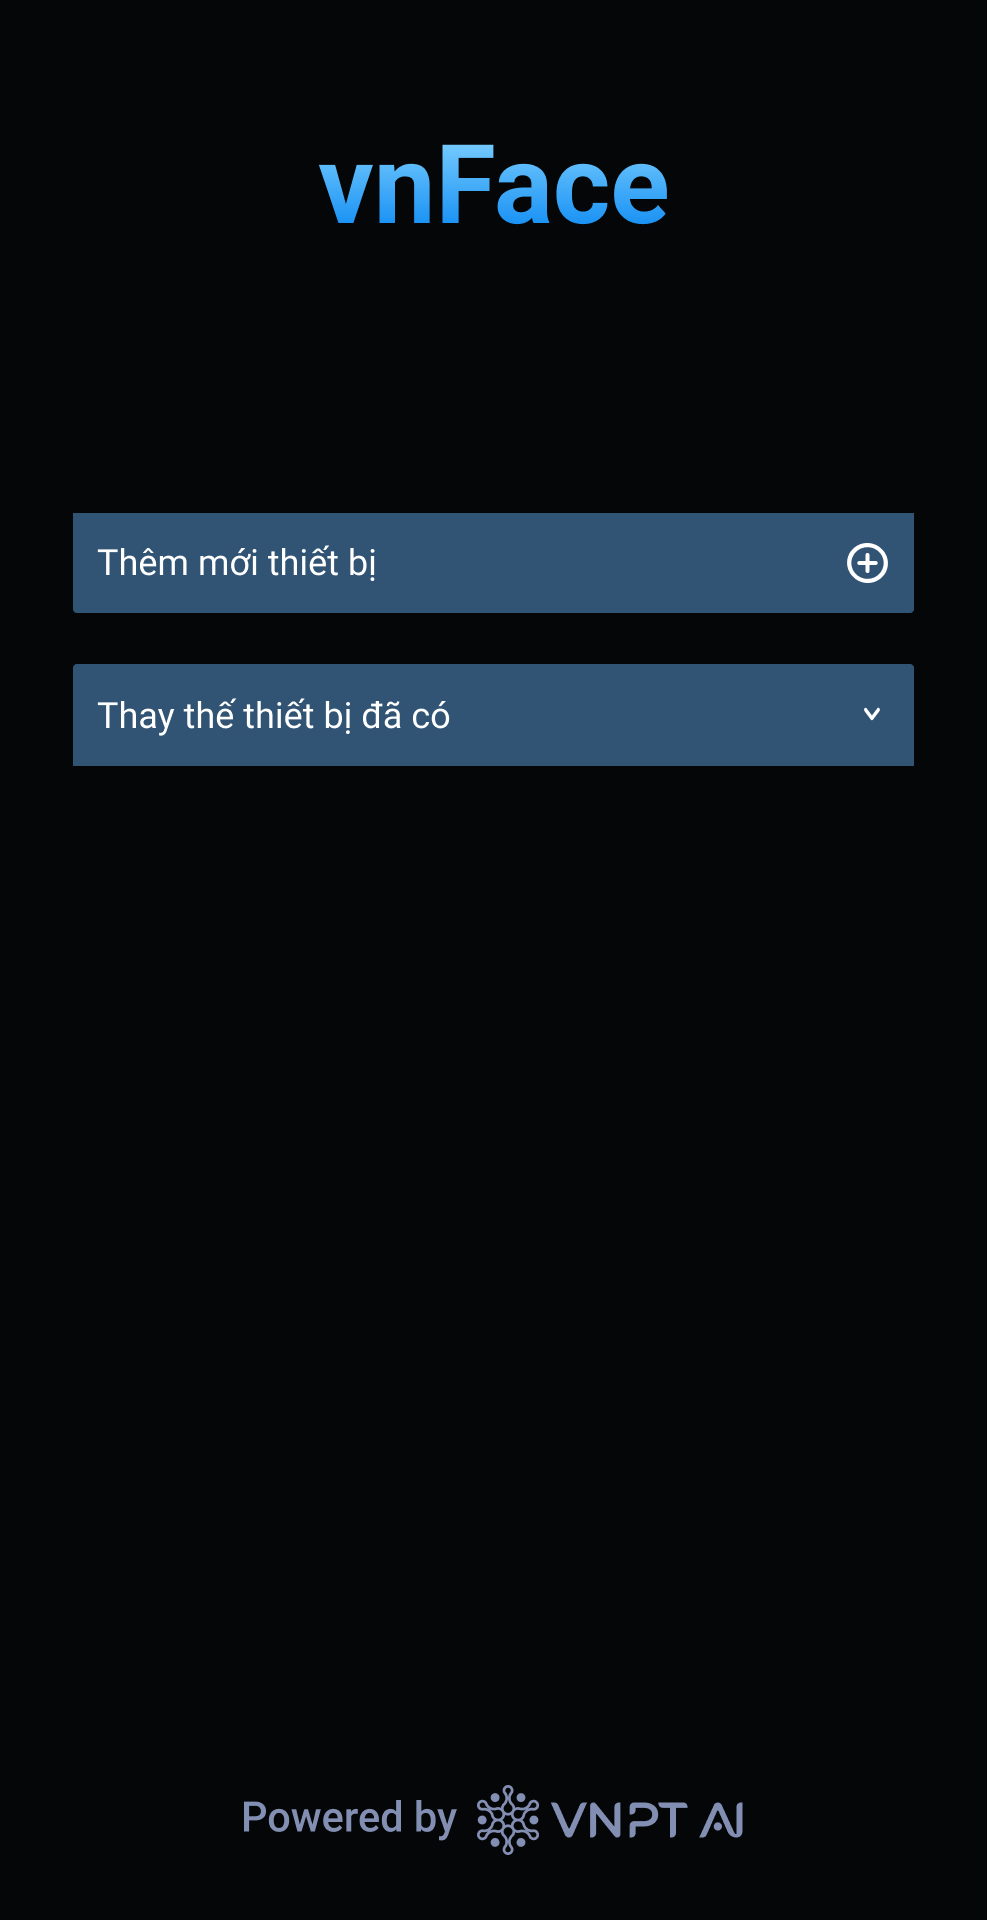 vnFace
Thêm mới thiết bị
Thay thế thiết bị đã có
Powered by VNPT AI